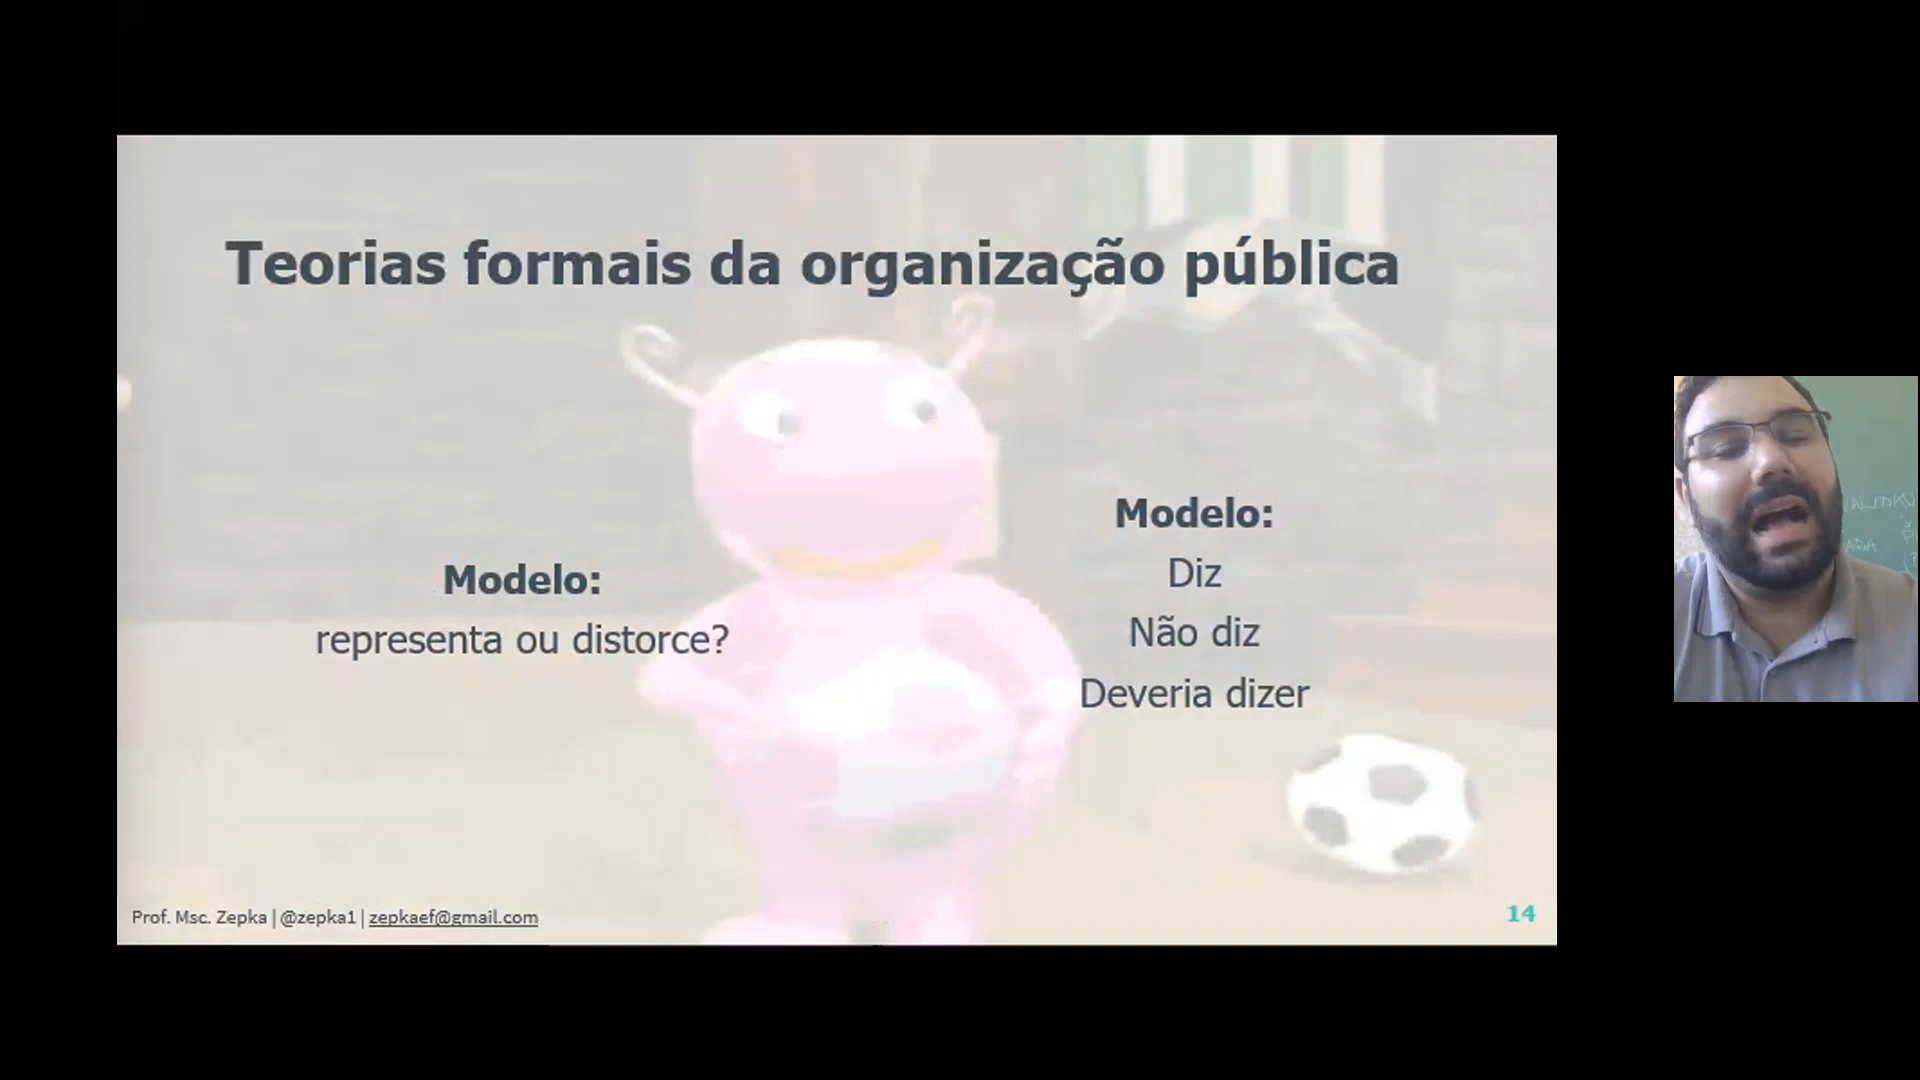 Teorias formais da organização pública
Modelo:
representa ou distorce?
Modelo:
Diz
Não diz
Deveria dizer
Prof. Msc. Zepka | @zepka1 | zepkaef@gmail.com
14